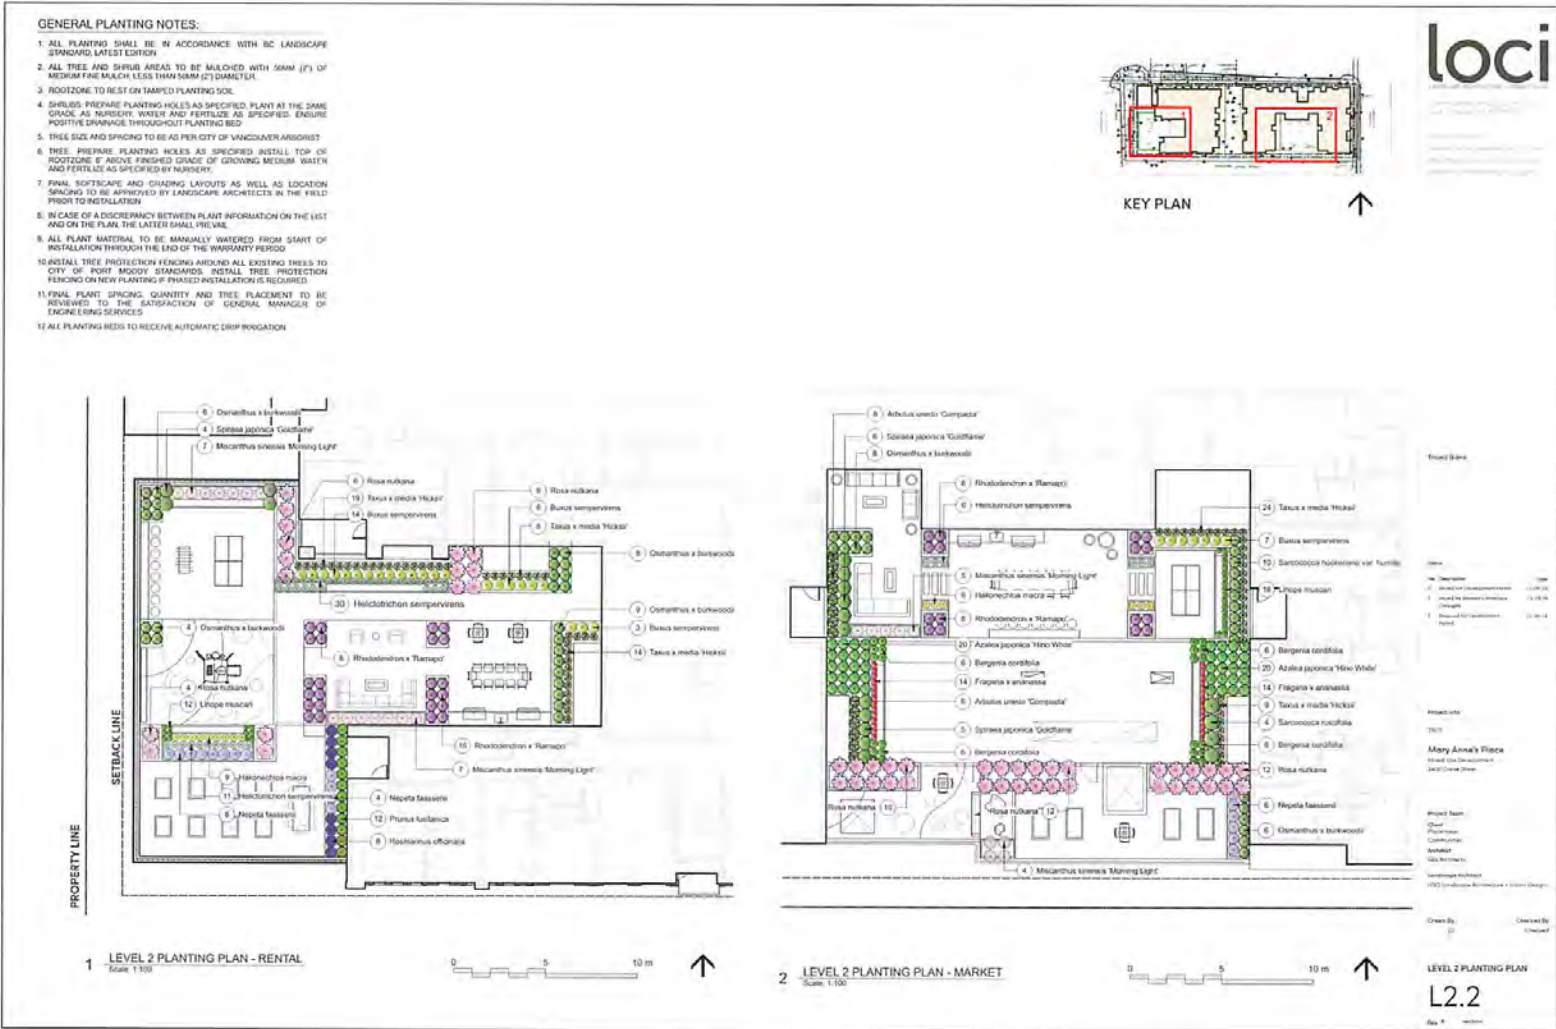 GENERAL PLANTING NOTES:
1. ALL PLANTING SHALL BE IN ACCORDANCE WITH BC LANDSCAPE
STANDARD, LATEST EDITION
2. ALL TREE AND SHRUB AREAS TO BE MULCHED WITH 50MM (2") OF
MEDIUM FINE MULCH, LESS THAN 50MM (2") DIAMETER.
3. ROOTZONE TO REST ON TAMPED PLANTING SOIL
4. SHRUBS: PREPARE PLANTING HOLES AS SPECIFIED, PLANT AT THE SAME
GRADE AS NURSERY. WATER AND FERTILIZE AS SPECIFIED. ENSURE
POSITIVE DRAINAGE THROUGHOUT PLANTING BED
5. TREE SIZE AND SPACING TO BE AS PER CITY OF VANCOUVER ARBORIST
6. TREE: PREPARE PLANTING HOLES AS SPECIFIED INSTALL TOP OF
ROOTZONE 8" ABOVE FINISHED GRADE OF GROWING MEDIUM. WATER
AND FERTILIZE AS SPECIFIED BY NURSERY.
7. FINAL SOFTSCAPE AND GRADING LAYOUTS AS WELL AS LOCATION
SPACING TO BE APPROVED BY LANDSCAPE ARCHITECTS IN THE FIELD
PRIOR TO INSTALLATION
8. IN CASE OF A DISCREPANCY BETWEEN PLANT INFORMATION ON THE LIST
AND ON THE PLAN, THE LATTER SHALL PREVAIL
9. ALL PLANT MATERIAL TO BE MANUALLY WATERED FROM START OF
INSTALLATION THROUGH THE END OF THE WARRANTY PERIOD
10. INSTALL TREE PROTECTION FENCING AROUND ALL EXISTING TREES TO
CITY OF PORT MOODY STANDARDS. INSTALL TREE PROTECTION
FENCING ON NEW PLANTING IF PHASED INSTALLATION IS REQUIRED
11. FINAL PLANT SPACING, QUANTITY AND TREE PLACEMENT TO BE
REVIEWED TO THE SATISFACTION OF GENERAL MANAGER OF
ENGINEERING SERVICES
12. ALL PLANTING BEDS TO RECEIVE AUTOMATIC DRIP IRRIGATION
1
2
KEY PLAN
loci
6 Osmanthus x burkwoodii
4 Spiraea japonica 'Goldflame'
7 Miscanthus sinensis 'Morning Light'
6 Rosa nutkana
19 Taxus x media 'Hicksii'
14 Buxus sempervirens
8 Rosa nutkana
8 Buxus sempervirens
8 Taxus x media 'Hicksii'
8 Osmanthus x burkwoodii
30 Helictotrichon sempervirens
9 Osmanthus x burkwoodii
3 Buxus sempervirens
14 Taxus x media 'Hicksii'
4 Osmanthus x burkwoodii
8 Rhododendron x 'Ramapo'
4 Rosa nutkana
12 Liriope muscari
16 Rhododendron x 'Ramapo'
7 Miscanthus sinensis 'Morning Light'
9 Hakonechloa macra
11 Helictotrichon sempervirens
8 Nepeta faassenii
4 Nepeta faassenii
12 Prunus lusitanica
8 Rosmarinus officinalis
SETBACK LINE
PROPERTY LINE
1 LEVEL 2 PLANTING PLAN - RENTAL
Scale: 1:100
0 5 10 m
8 Arbutus unedo 'Compacta'
6 Spiraea japonica 'Goldflame'
8 Osmanthus x burkwoodii
8 Rhododendron x 'Ramapo'
6 Helictotrichon sempervirens
24 Taxus x media 'Hicksii'
7 Buxus sempervirens
10 Sarcococca hookeriana var. humilis
18 Liriope muscari
5 Miscanthus sinensis 'Morning Light'
6 Hakonechloa macra
8 Rhododendron x 'Ramapo'
20 Azalea japonica 'Hino White'
6 Bergenia cordifolia
14 Fragaria x ananassa
6 Arbutus unedo 'Compacta'
5 Spiraea japonica 'Goldflame'
6 Bergenia cordifolia
6 Bergenia cordifolia
20 Azalea japonica 'Hino White'
14 Fragaria x ananassa
9 Taxus x media 'Hicksii'
4 Sarcococca ruscifolia
8 Bergenia cordifolia
12 Rosa nutkana
Rosa nutkana 10
Rosa nutkana 12
6 Nepeta faassenii
6 Osmanthus x burkwoodii
4 Miscanthus sinensis 'Morning Light'
2 LEVEL 2 PLANTING PLAN - MARKET
Scale: 1:100
0 5 10 m
Mary Anne's Place
Project Team
Client
Architect
Landscape Architect
Drawn By
Checked By
LEVEL 2 PLANTING PLAN
L2.2